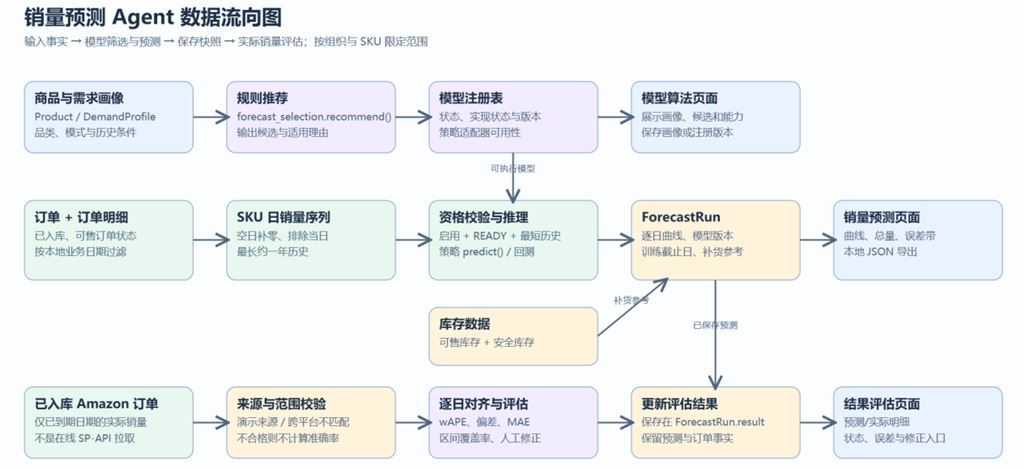 销量预测 Agent 数据流向图
输入事实 → 模型筛选与预测 → 保存快照 → 实际销量评估；按组织与 SKU 限定范围
商品与需求画像
Product / DemandProfile
品类、模式与历史条件
规则推荐
forecast_selection.recommend()
输出候选与适用理由
模型注册表
状态、实现状态与版本
策略适配器可用性
模型算法页面
展示画像、候选和能力
保存画像或注册版本
可执行模型
订单 + 订单明细
已入库、可售订单状态
按本地业务日期过滤
SKU 日销量序列
空日补零、排除当日
最长约一年历史
资格校验与推理
启用 + READY + 最短历史
策略 predict() / 回测
ForecastRun
逐日曲线、模型版本
训练截止日、补货参考
销量预测页面
曲线、总量、误差带
本地 JSON 导出
补货参考
库存数据
可售库存 + 安全库存
已保存预测
已入库 Amazon 订单
仅已到期日期的实际销量
不是在线 SP-API 拉取
来源与范围校验
演示来源 / 跨平台不匹配
不合格则不计算准确率
逐日对齐与评估
wAPE、偏差、MAE
区间覆盖率、人工修正
更新评估结果
保存在 ForecastRun.result
保留预测与订单事实
结果评估页面
预测/实际明细
状态、误差与修正入口